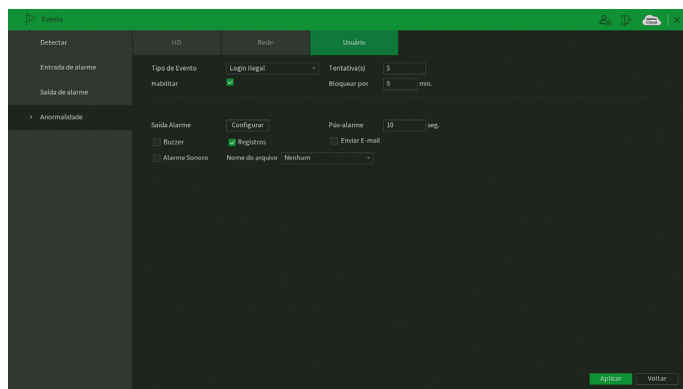 Evento
Detectar
Entrada de alarme
Saída de alarme
> Anormalidade
HD Rede Usuário
Tipo de Evento Login Ilegal Tentativa(s) 5
Habilitar Bloquear por 5 min.
Saída Alarme Configurar Pós-alarme 10 seg.
Buzzer Registros Enviar E-mail
Alarme Sonoro Nome do arquivo Nenhum
Aplicar Voltar